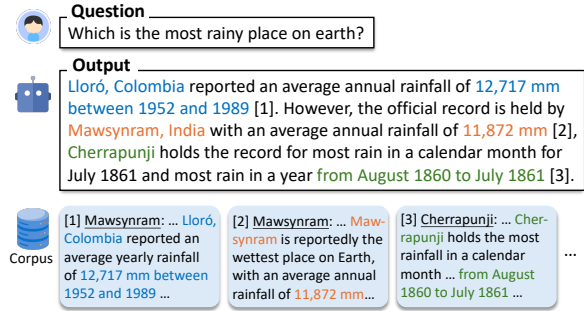 Question
Which is the most rainy place on earth?
Output
Lloró, Colombia reported an average annual rainfall of 12,717 mm
between 1952 and 1989 [1]. However, the official record is held by
Mawsynram, India with an average annual rainfall of 11,872 mm [2],
Cherrapunji holds the record for most rain in a calendar month for
July 1861 and most rain in a year from August 1860 to July 1861 [3].
Corpus
[1] Mawsynram: ... Lloró,
Colombia reported an
average yearly rainfall
of 12,717 mm between
1952 and 1989 ...
[2] Mawsynram: ... Maw-
synram is reportedly the
wettest place on Earth,
with an average annual
rainfall of 11,872 mm...
[3] Cherrapunji: ... Cher-
rapunji holds the most
rainfall in a calendar
month ... from August
1860 to July 1861 ...
...